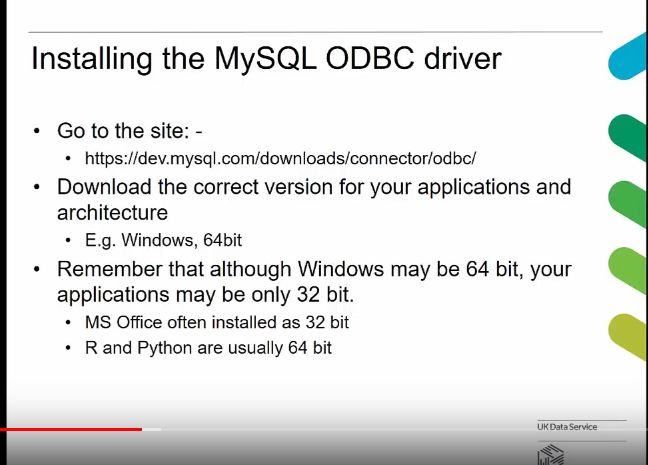 Installing the MySQL ODBC driver
• Go to the site: -
• https://dev.mysql.com/downloads/connector/odbc/
• Download the correct version for your applications and
architecture
• E.g. Windows, 64bit
• Remember that although Windows may be 64 bit, your
applications may be only 32 bit.
• MS Office often installed as 32 bit
• R and Python are usually 64 bit
UK Data Service